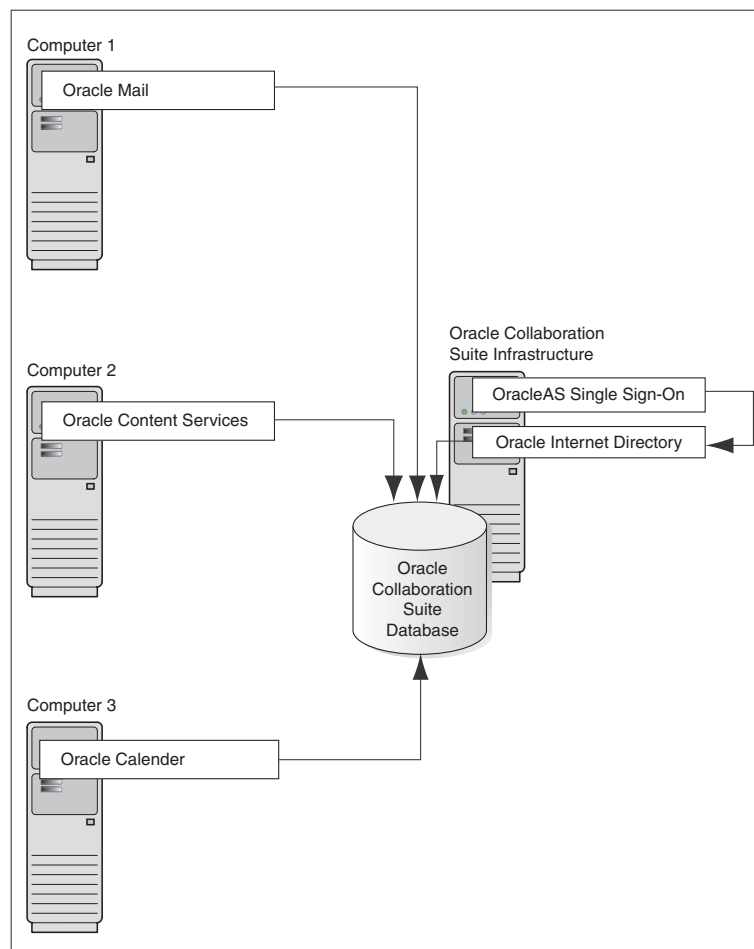 Computer 1
Oracle Mail
Oracle Collaboration
Suite Infrastructure
Computer 2
OracleAS Single Sign-On
Oracle Content Services
Oracle Internet Directory
Oracle
Collaboration
Suite
Database
Computer 3
Oracle Calender